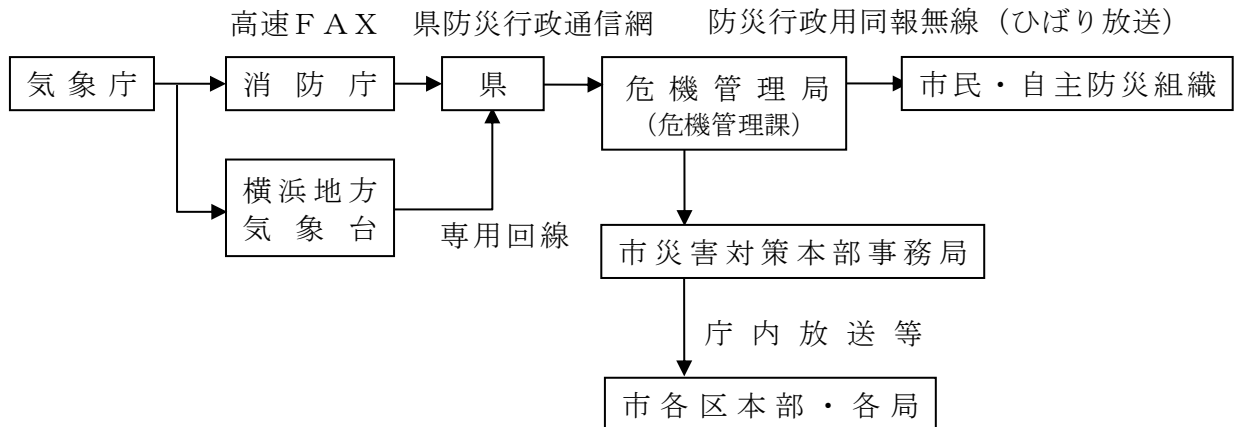 高速ＦＡＸ　県防災行政通信網　防災行政用同報無線（ひばり放送）
気象庁　消防庁　県　危機管理局　市民・自主防災組織
（危機管理課）
横浜地方
気象台
専用回線
市災害対策本部事務局
庁内放送等
市各区本部・各局